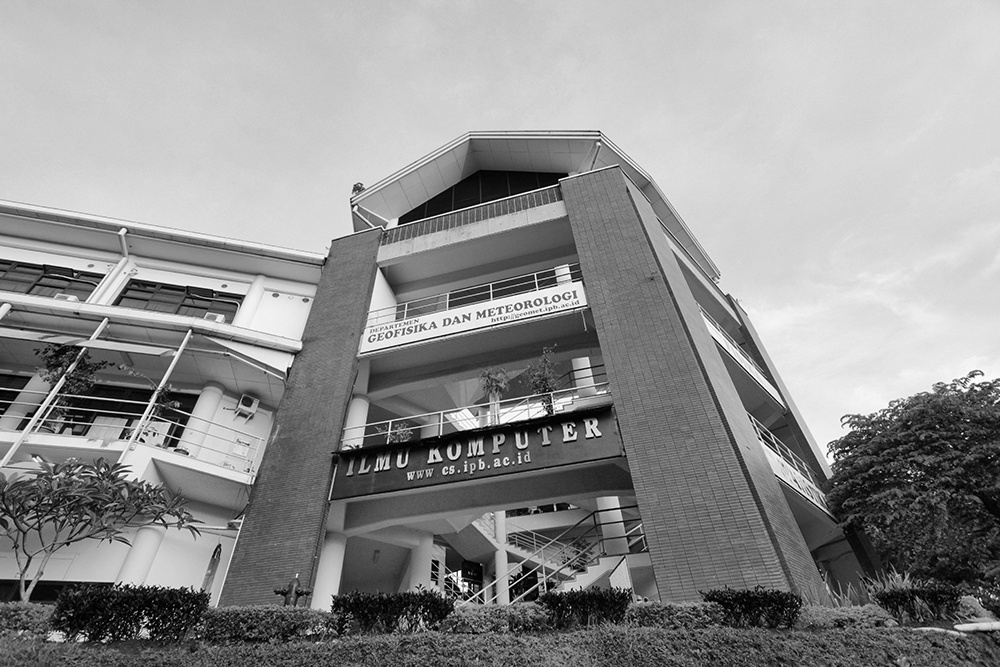 DEPARTEMEN
GEOFISIKA DAN METEOROLOGI
http://geomet.ipb.ac.id
ILMU KOMPUTER
www cs.ipb.ac.id